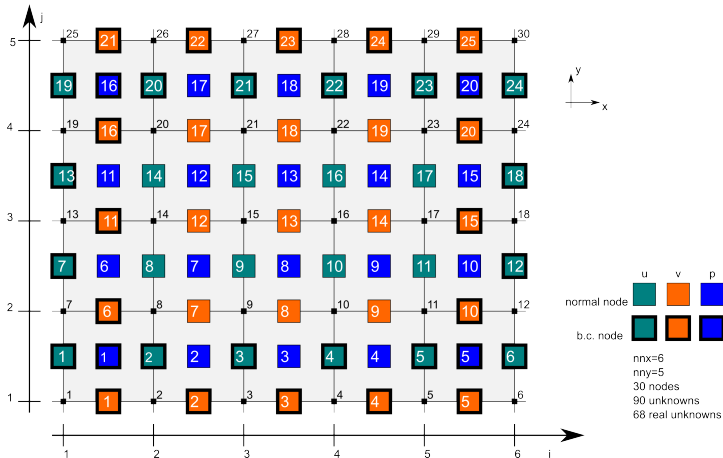 j
25 26 27 28 29 30
5 21 22 23 24 25
19 16 20 17 21 18 22 19 23 20 24
y
x
19 20 21 22 23 24
4 16 17 18 19 20
13 11 14 12 15 13 16 14 17 15 18
13 14 15 16 17 18
3 11 12 13 14 15
7 6 8 7 9 8 10 9 11 10 12
u v p
normal node
7 8 9 10 11 12
2 6 7 8 9 10
b.c. node
1 1 2 2 3 3 4 4 5 5 6
nnx=6
nny=5
30 nodes
90 unknowns
68 real unknowns
1 2 3 4 5 6
1 1 2 3 4 5
1 2 3 4 5 6 i